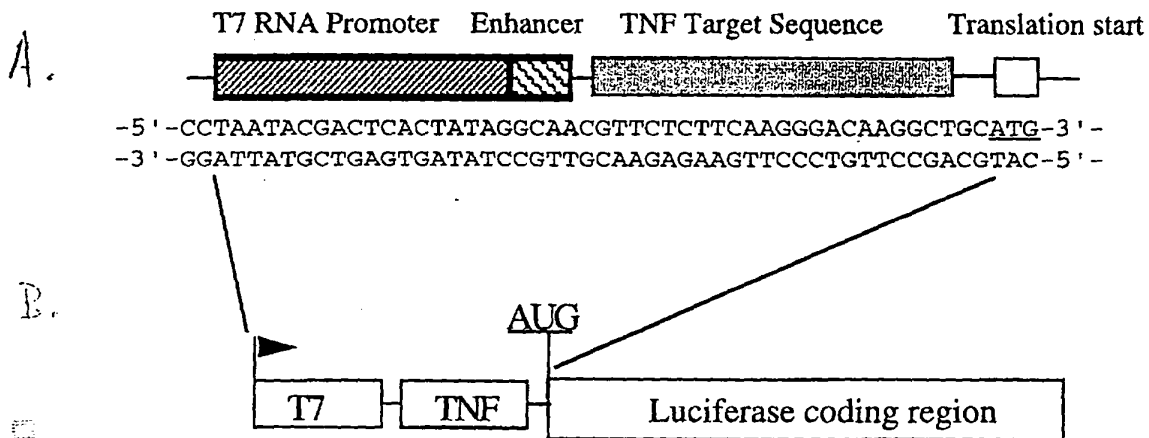 T7 RNA Promoter Enhancer TNF Target Sequence Translation start
A.
-5'-CCTAATACGACTCACTATAGGCAACGTTCTCTTCAAGGGACAAGGCTGCATG-3'-
-3'-GGATTATGCTGAGTGATATCCGTTGCAAGAGAAGTTCCCTGTTCCGACGTAC-5'-
B.
AUG
T7 TNF Luciferase coding region